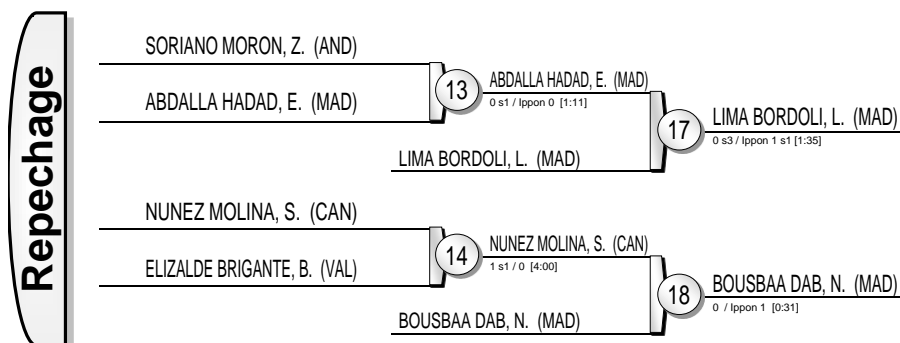 Repechage
SORIANO MORON, Z. (AND)
ABDALLA HADAD, E. (MAD)
13
ABDALLA HADAD, E. (MAD)
0 s1 / Ippon 0 [1:11]
LIMA BORDOLI, L. (MAD)
17
LIMA BORDOLI, L. (MAD)
0 s3 / Ippon 1 s1 [1:35]
NUNEZ MOLINA, S. (CAN)
ELIZALDE BRIGANTE, B. (VAL)
14
NUNEZ MOLINA, S. (CAN)
1 s1 / 0 [4:00]
BOUSBAA DAB, N. (MAD)
18
BOUSBAA DAB, N. (MAD)
0 / Ippon 1 [0:31]